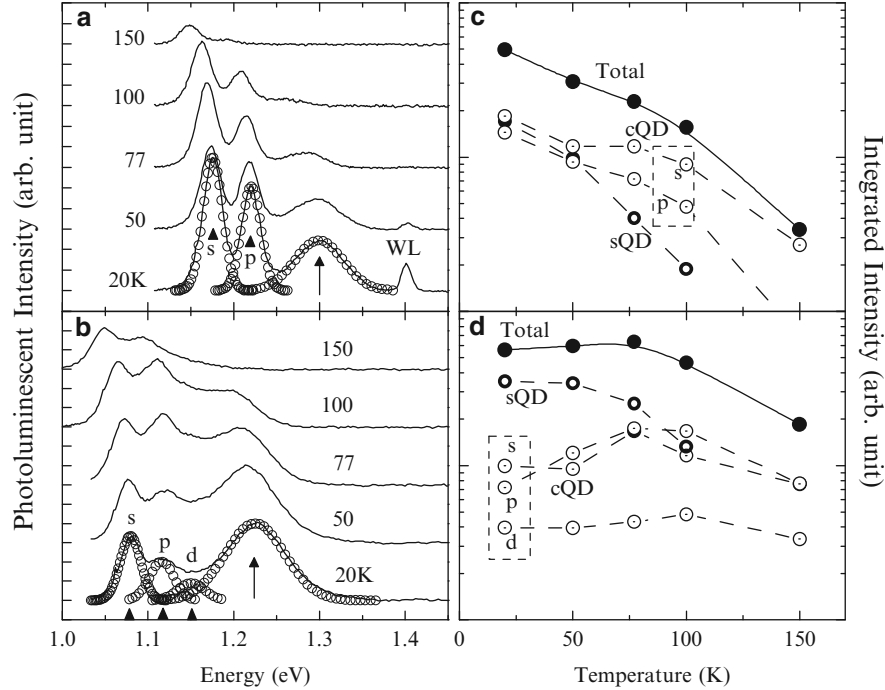 a
150
100
77
50
20K
s
p
WL
b
150
100
77
50
20K
s
p
d
1.0
1.1
1.2
1.3
1.4
Energy (eV)
Photoluminescent Intensity (arb. unit)
c
Total
cQD
s
p
sQD
d
Total
sQD
s
p
d
cQD
0
50
100
150
Temperature (K)
Integrated Intensity (arb. unit)